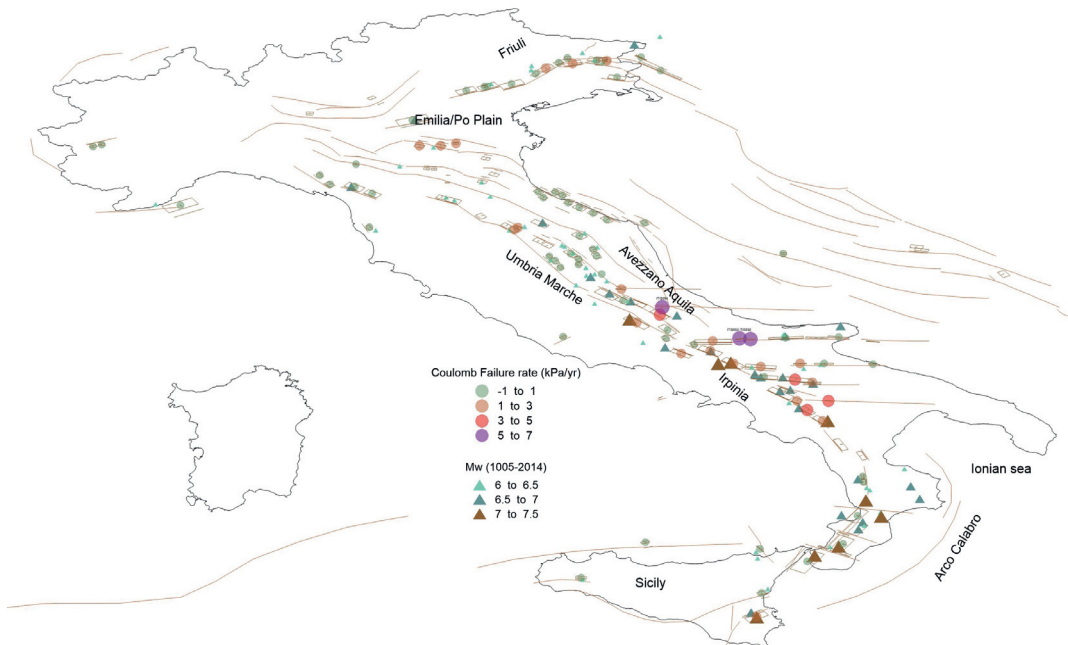 Friuli
Emilia/Po Plain
Umbria Marche
Avezzano Aquila
Coulomb Failure rate (kPa/yr)
-1 to 1
1 to 3
3 to 5
5 to 7
Irpinia
Mw (1005-2014)
6 to 6.5
6.5 to 7
7 to 7.5
Ionian sea
Arco Calabro
Sicily